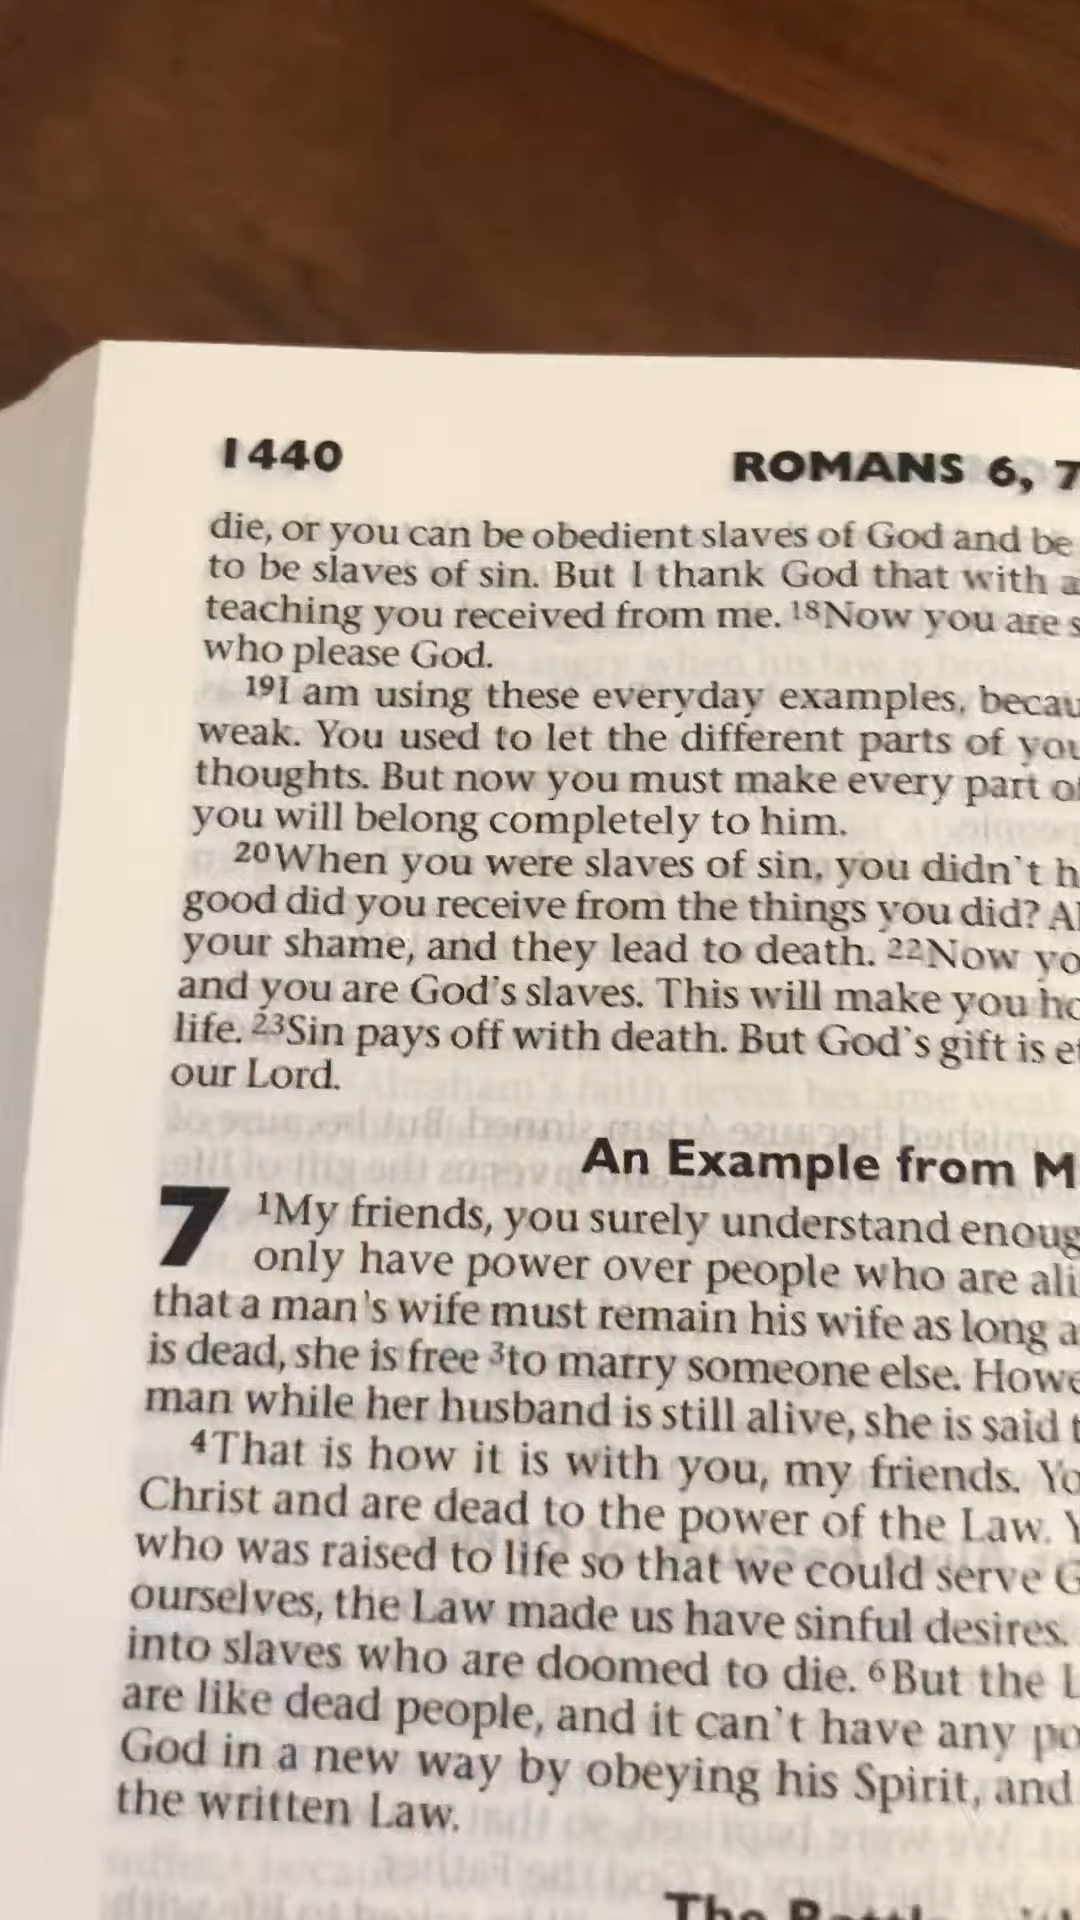 1440
ROMANS 6, 7
die, or you can be obedient slaves of God and be
to be slaves of sin. But I thank God that with a
teaching you received from me. 18Now you are s
who please God.
19I am using these everyday examples, becau
weak. You used to let the different parts of you
thoughts. But now you must make every part of
you will belong completely to him.
20When you were slaves of sin, you didn't h
good did you receive from the things you did? Al
your shame, and they lead to death. 22Now yo
and you are God's slaves. This will make you ho
life. 23Sin pays off with death. But God's gift is et
our Lord.
An Example from M
7 1My friends, you surely understand enoug
only have power over people who are ali
that a man's wife must remain his wife as long a
is dead, she is free 3to marry someone else. Howe
man while her husband is still alive, she is said t
4That is how it is with you, my friends. Yo
Christ and are dead to the power of the Law. Y
who was raised to life so that we could serve G
ourselves, the Law made us have sinful desires.
into slaves who are doomed to die. 6But the L
are like dead people, and it can't have any po
God in a new way by obeying his Spirit, and
the written Law.
The